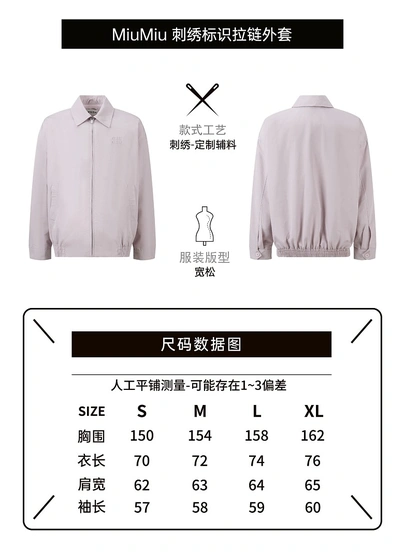 MiuMiu 刺绣标识拉链外套
款式工艺
刺绣-定制辅料
服装版型
宽松
尺码数据图
人工平铺测量-可能存在1~3偏差
SIZE S M L XL
胸围 150 154 158 162
衣长 70 72 74 76
肩宽 62 63 64 65
袖长 57 58 59 60